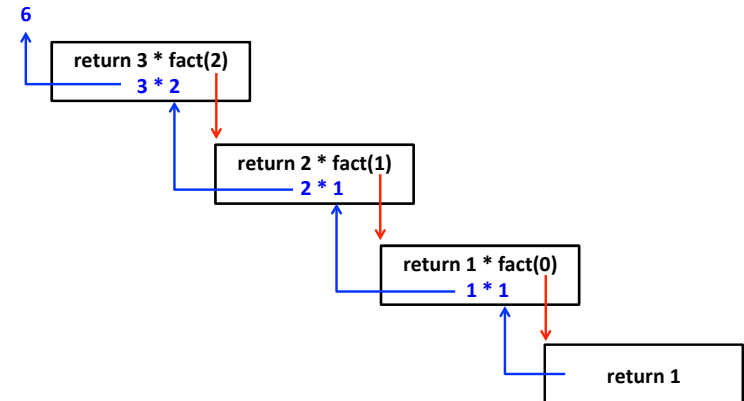 6
return 3 * fact(2)
3 * 2
return 2 * fact(1)
2 * 1
return 1 * fact(0)
1 * 1
return 1